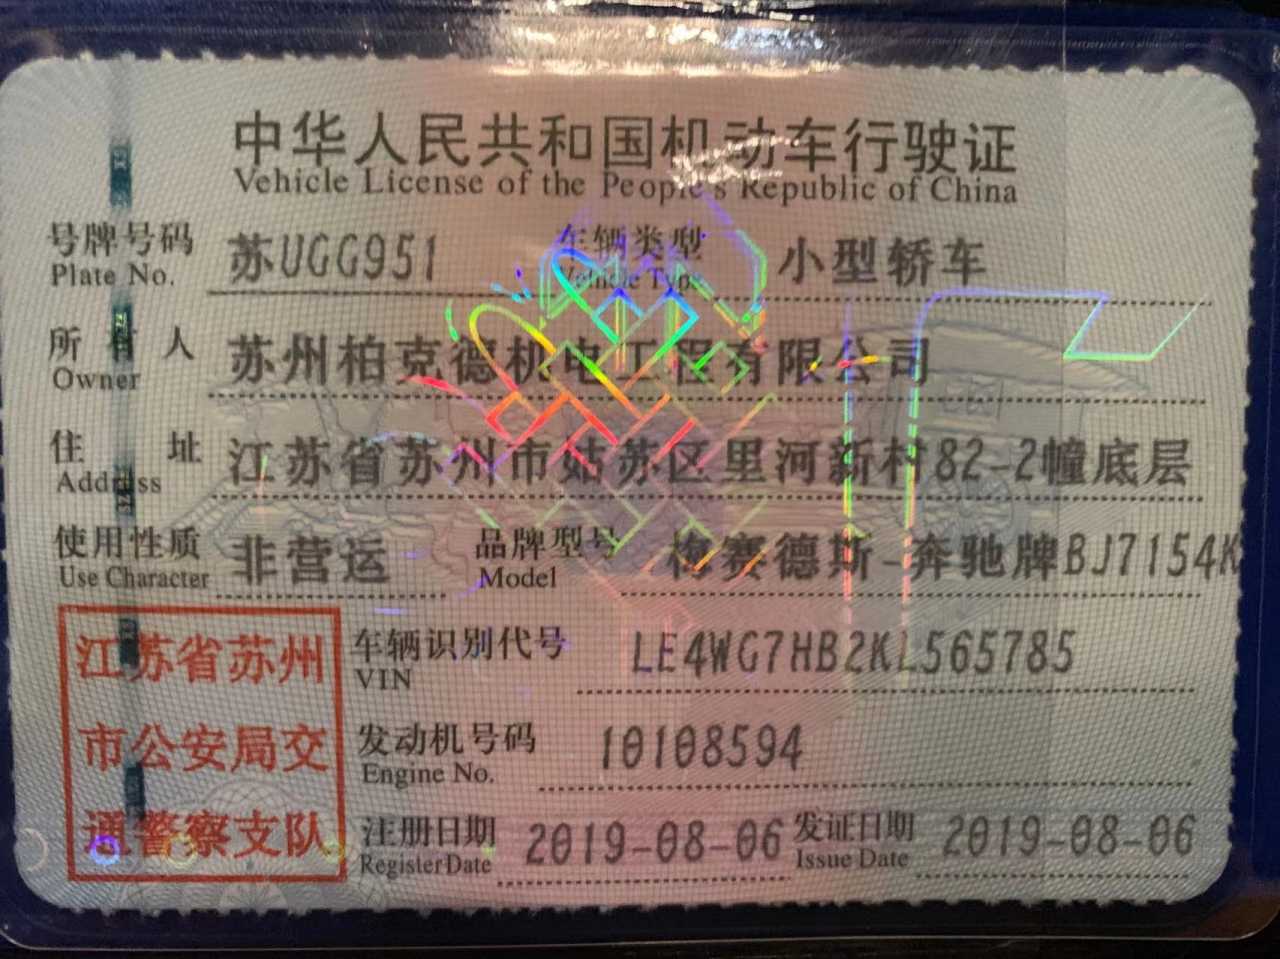 中华人民共和国机动车行驶证
Vehicle License of the People's Republic of China
号牌号码 苏UGG951 车辆类型 小型轿车
Plate No. Vehicle Type
所有人 苏州柏克德机电工程有限公司
Owner
住址 江苏省苏州市姑苏区里河新村82-2幢底层
Address
使用性质 非营运 品牌型号 梅赛德斯-奔驰牌BJ7154K
Use Character Model
江苏省苏州
市公安局交
通警察支队
车辆识别代号 LE4WG7HB2KL565785
VIN
发动机号码 10108594
Engine No.
注册日期 2019-08-06 发证日期 2019-08-06
Register Date Issue Date